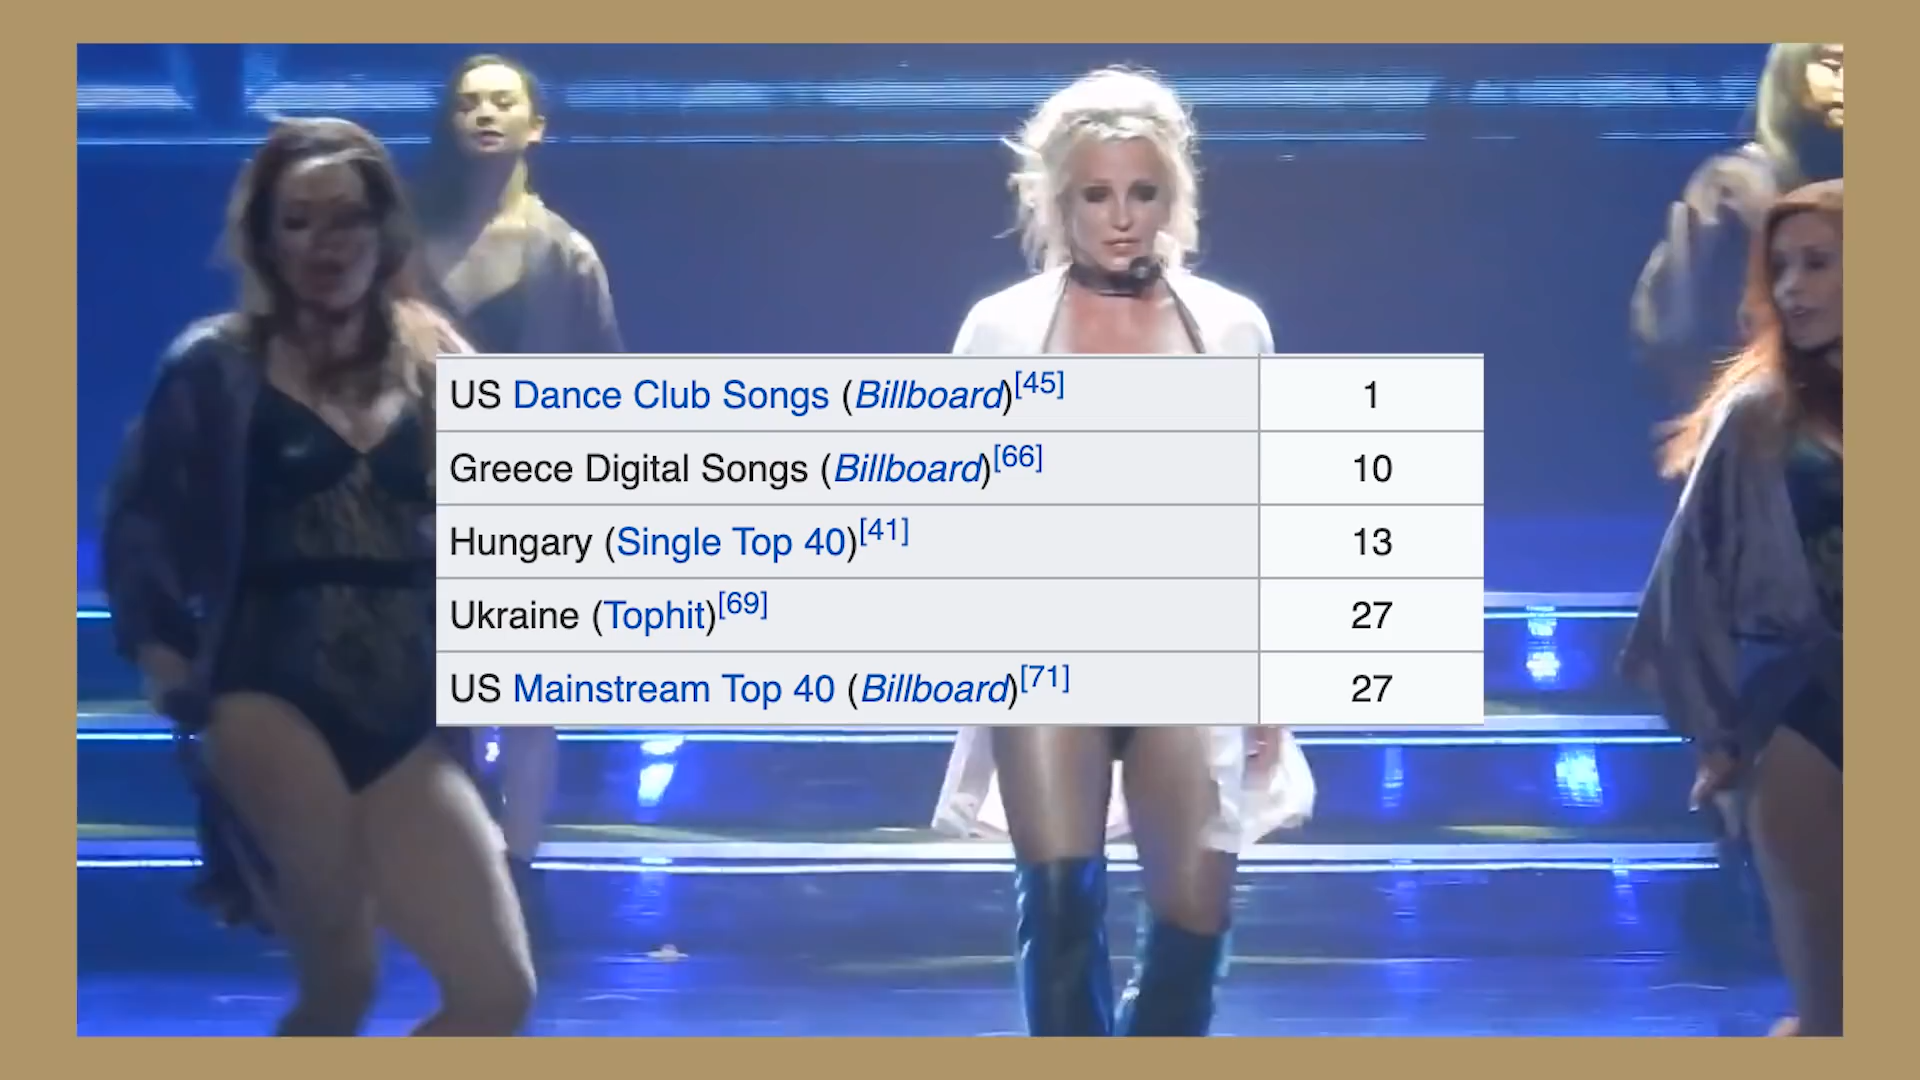 US Dance Club Songs (Billboard)[45] 1
Greece Digital Songs (Billboard)[66] 10
Hungary (Single Top 40)[41] 13
Ukraine (Tophit)[69] 27
US Mainstream Top 40 (Billboard)[71] 27